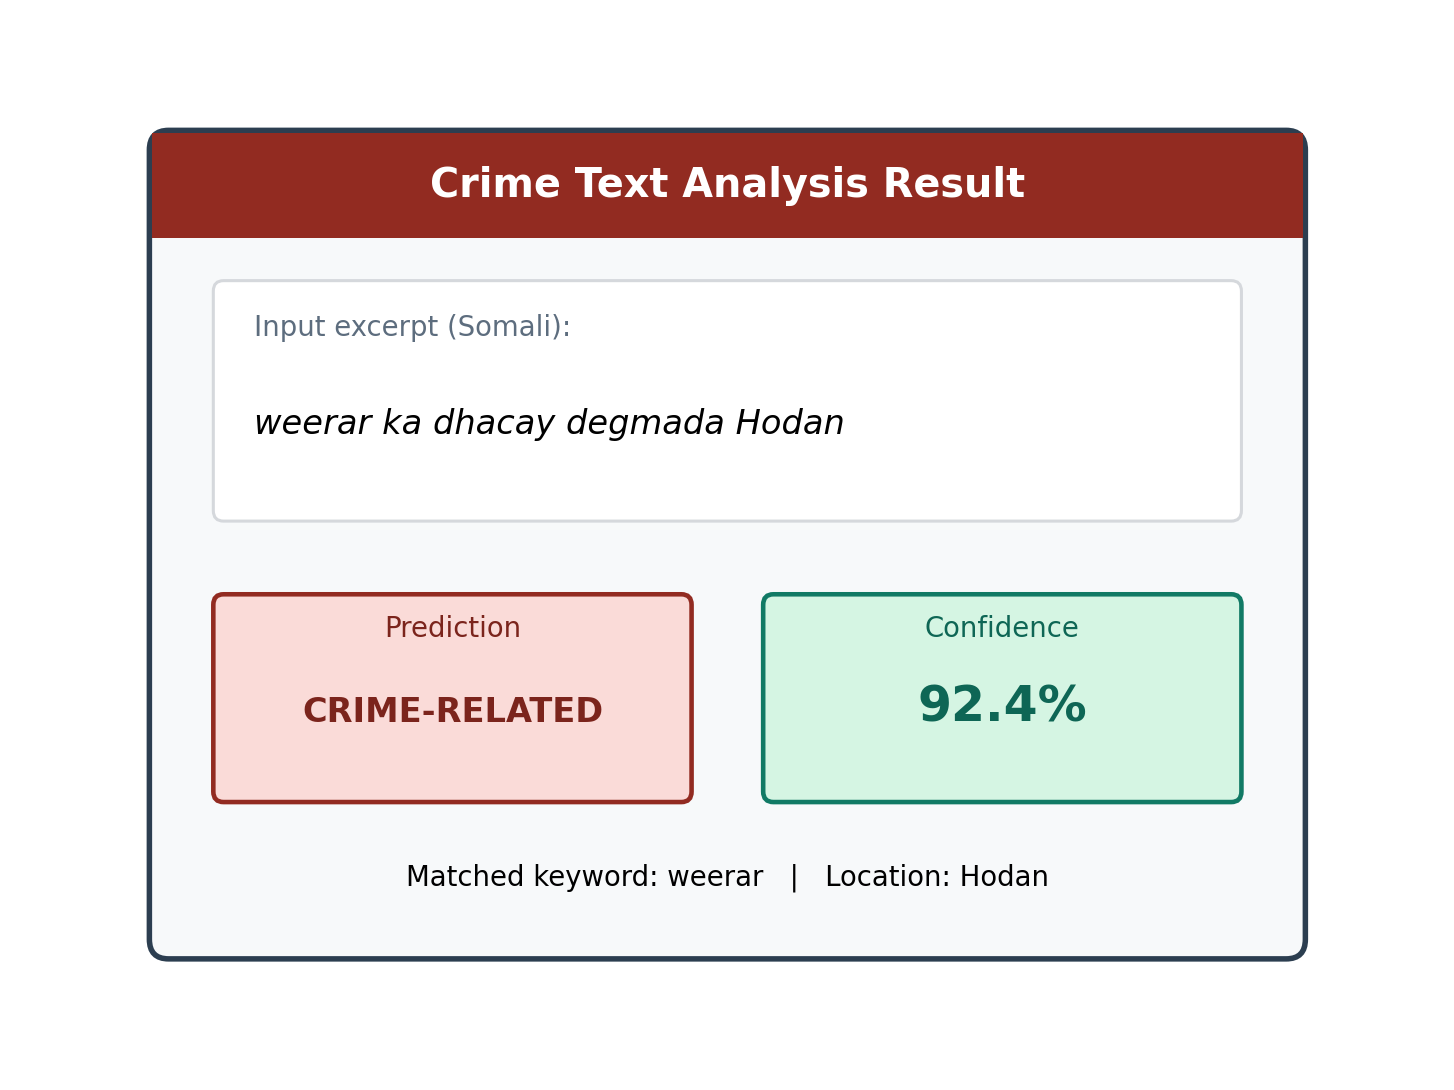 Crime Text Analysis Result
Input excerpt (Somali):
weerar ka dhacay degmada Hodan
Prediction
CRIME-RELATED
Confidence
92.4%
Matched keyword: weerar | Location: Hodan